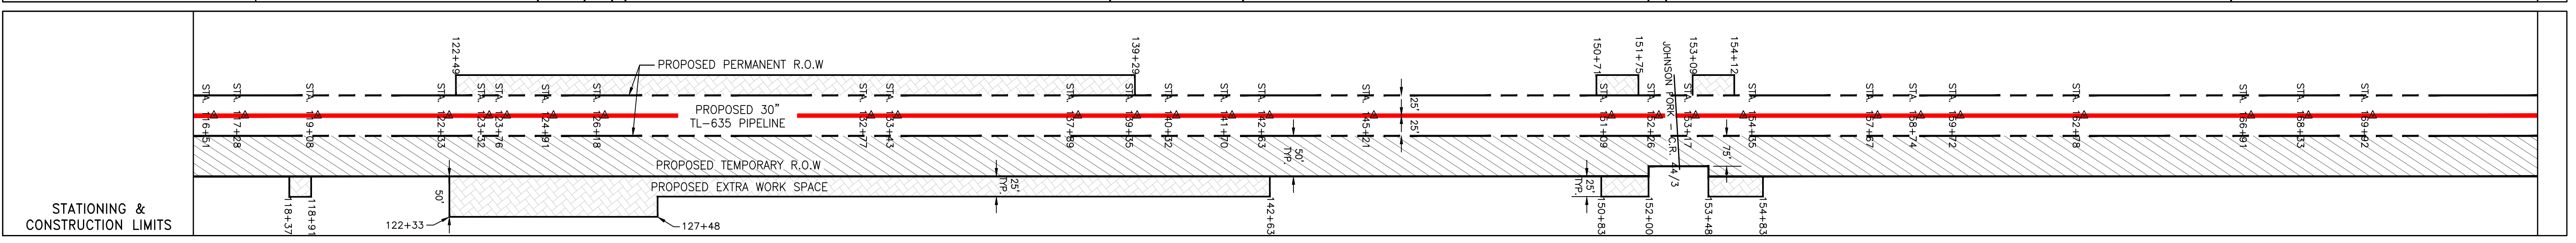 STATIONING &
CONSTRUCTION LIMITS
122+49
139+29
150+71
151+75
JOHNSON FORK - C.R. 44/3
153+09
154+12
PROPOSED PERMANENT R.O.W
STA. 116+51
STA. 117+28
STA. 119+08
STA. 122+33
STA. 123+32
STA. 123+76
STA. 124+91
STA. 126+18
PROPOSED 30"
TL-635 PIPELINE
STA. 132+77
STA. 133+43
STA. 137+89
STA. 139+35
STA. 140+32
STA. 141+70
STA. 142+63
STA. 145+21
25'
25'
STA. 151+09
STA. 152+26
STA. 153+17
STA. 154+35
STA. 157+67
STA. 158+74
STA. 159+72
STA. 162+78
STA. 166+91
STA. 168+33
STA. 169+92
50'
TYP.
75'
PROPOSED TEMPORARY R.O.W
PROPOSED EXTRA WORK SPACE
25'
TYP.
25'
TYP.
50'
118+37
118+91
122+33
127+48
142+63
150+83
152+00
153+48
154+83